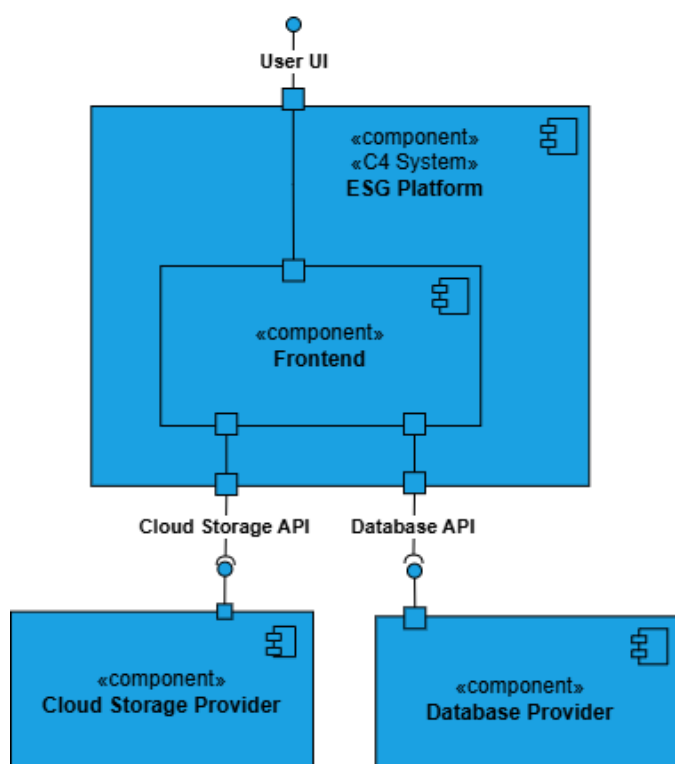 User UI
«component»
«C4 System»
ESG Platform
«component»
Frontend
Cloud Storage API
Database API
«component»
Cloud Storage Provider
«component»
Database Provider